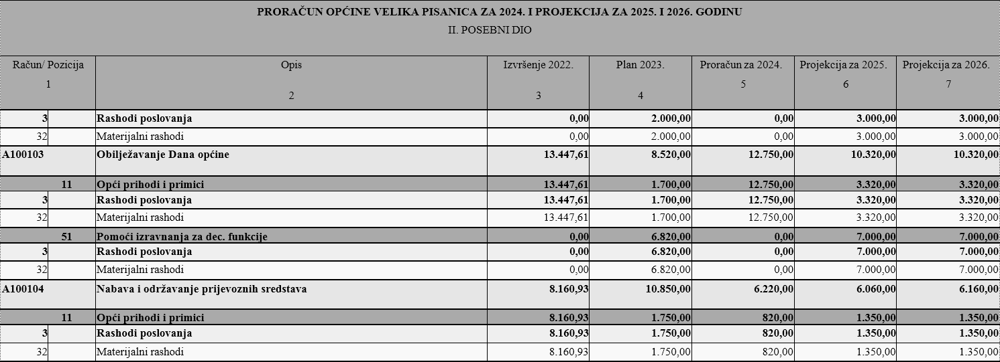 PRORAČUN OPĆINE VELIKA PISANICA ZA 2024. I PROJEKCIJA ZA 2025. I 2026. GODINU
II. POSEBNI DIO
Račun/ Pozicija Opis Izvršenje 2022. Plan 2023. Proračun za 2024. Projekcija za 2025. Projekcija za 2026.
1 2 3 4 5 6 7
3 Rashodi poslovanja 0,00 2.000,00 0,00 3.000,00 3.000,00
32 Materijalni rashodi 0,00 2.000,00 0,00 3.000,00 3.000,00
A100103 Obilježavanje Dana općine 13.447,61 8.520,00 12.750,00 10.320,00 10.320,00
11 Opći prihodi i primici 13.447,61 1.700,00 12.750,00 3.320,00 3.320,00
3 Rashodi poslovanja 13.447,61 1.700,00 12.750,00 3.320,00 3.320,00
32 Materijalni rashodi 13.447,61 1.700,00 12.750,00 3.320,00 3.320,00
51 Pomoći izravnanja za dec. funkcije 0,00 6.820,00 0,00 7.000,00 7.000,00
3 Rashodi poslovanja 0,00 6.820,00 0,00 7.000,00 7.000,00
32 Materijalni rashodi 0,00 6.820,00 0,00 7.000,00 7.000,00
A100104 Nabava i održavanje prijevoznih sredstava 8.160,93 10.850,00 6.220,00 6.060,00 6.160,00
11 Opći prihodi i primici 8.160,93 1.750,00 820,00 1.350,00 1.350,00
3 Rashodi poslovanja 8.160,93 1.750,00 820,00 1.350,00 1.350,00
32 Materijalni rashodi 8.160,93 1.750,00 820,00 1.350,00 1.350,00